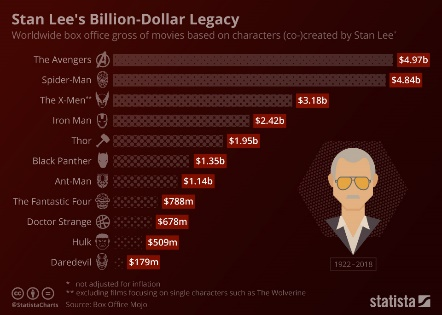 Stan Lee's Billion-Dollar Legacy
Worldwide box office gross of movies based on characters (co-)created by Stan Lee*
The Avengers $4.97b
Spider-Man $4.84b
The X-Men** $3.18b
Iron Man $2.42b
Thor $1.95b
Black Panther $1.35b
Ant-Man $1.14b
The Fantastic Four $788m
Doctor Strange $678m
Hulk $509m
Daredevil $179m
1922–2018
* not adjusted for inflation
** excluding films focusing on single characters such as The Wolverine
@StatistaCharts Source: Box Office Mojo
statista